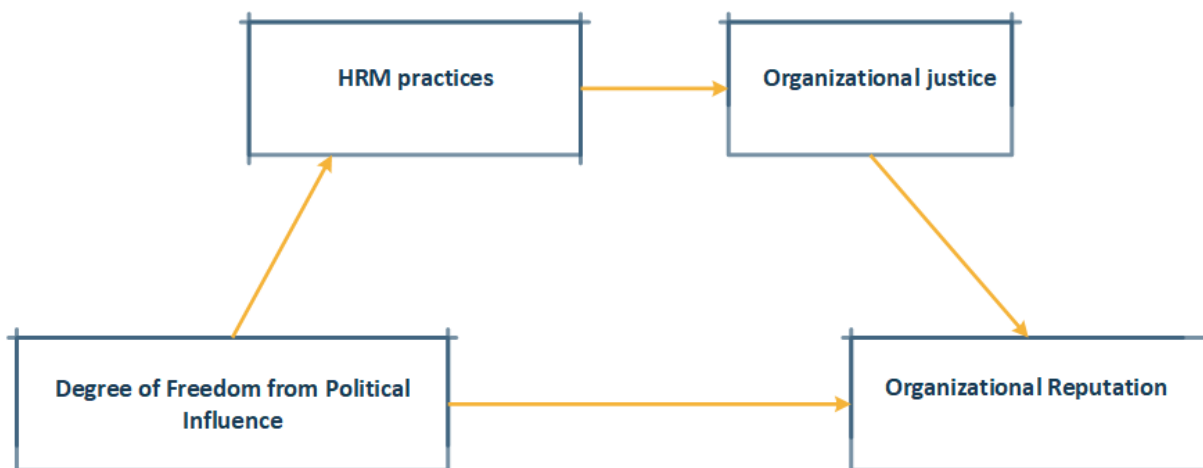 HRM practices
Organizational justice
Degree of Freedom from Political
Influence
Organizational Reputation